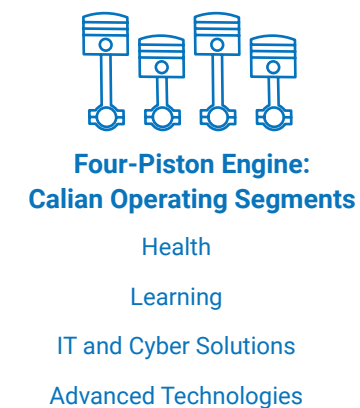 Four-Piston Engine:
Calian Operating Segments
Health
Learning
IT and Cyber Solutions
Advanced Technologies